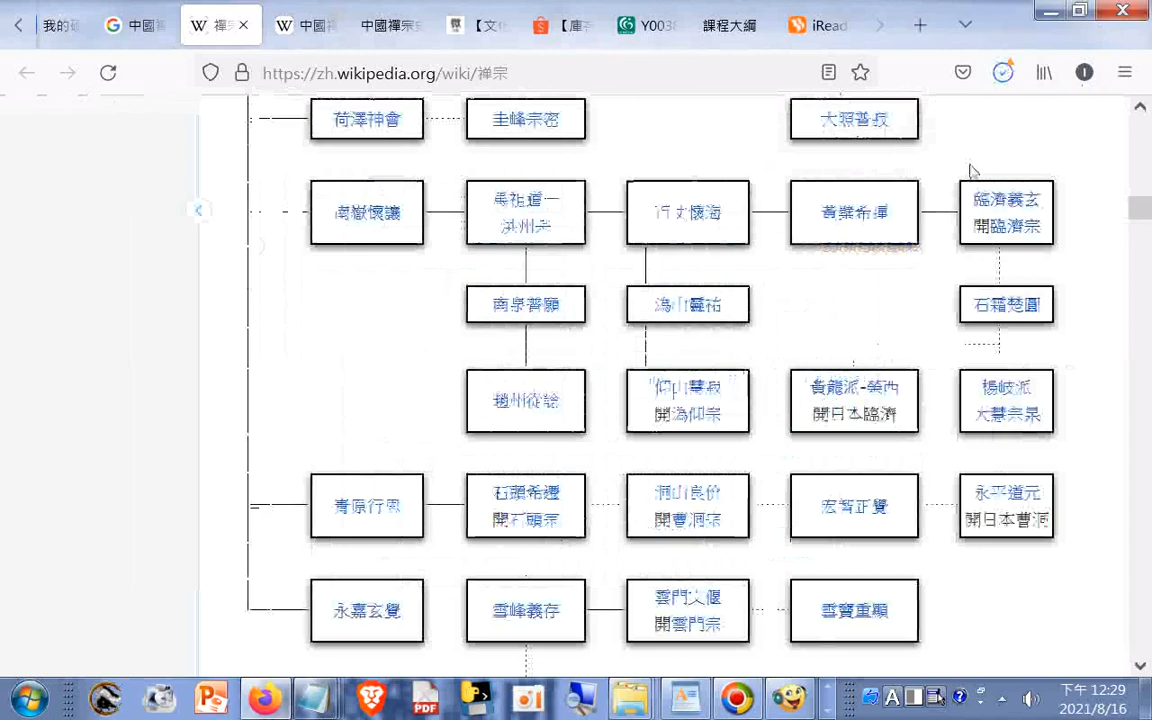 我的硕
中國禪
禪宗
中國禪
中國禪宗史
【文化
【庫存
Y0038
課程大綱
iRead
https://zh.wikipedia.org/wiki/禅宗
荷澤神會
圭峰宗密
大照普寂
南嶽懷讓
馬祖道一
洪州宗
百丈懷海
黃檗希運
臨濟義玄
開臨濟宗
南泉普願
溈山靈祐
石霜楚圓
趙州從諗
仰山慧寂
開溈仰宗
黃龍派-榮西
開日本臨濟
楊岐派
大慧宗杲
青原行思
石頭希遷
開石頭宗
洞山良价
開曹洞宗
宏智正覺
永平道元
開日本曹洞
永嘉玄覺
雪峰義存
雲門文偃
開雲門宗
雪竇重顯
下午 12:29
2021/8/16